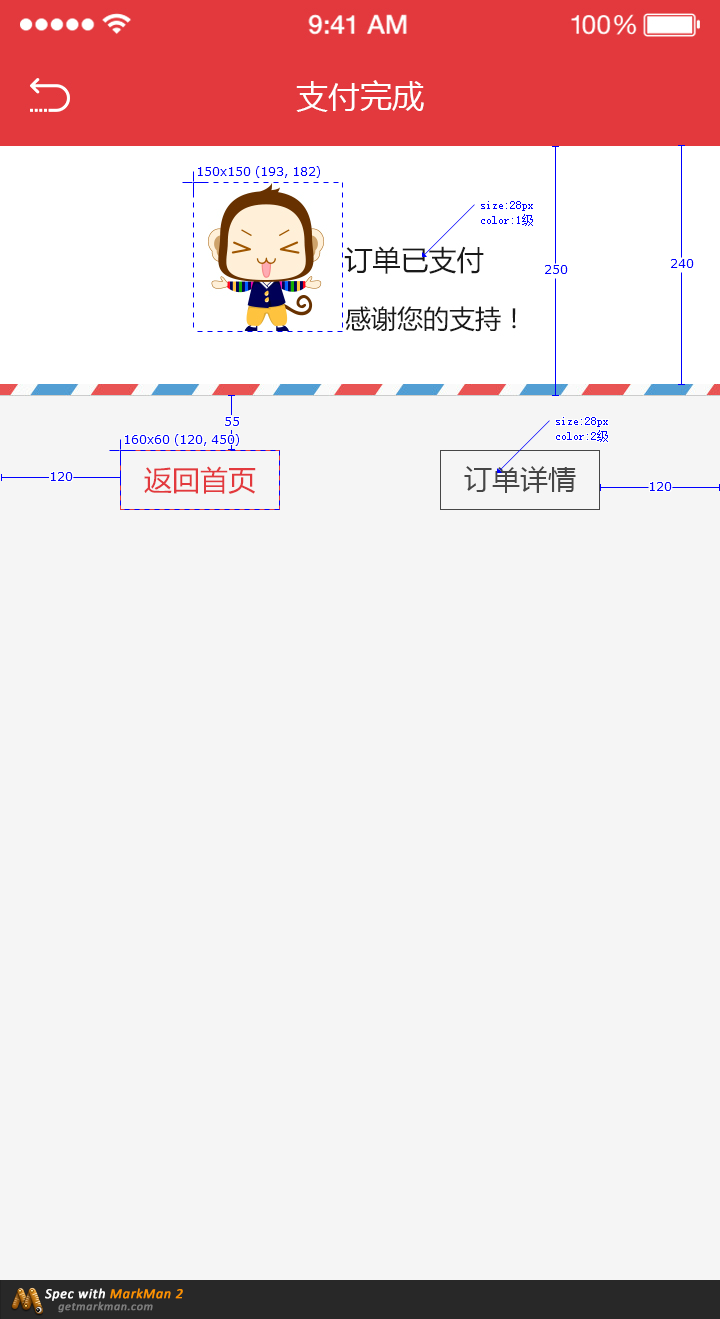 9:41 AM
100%
支付完成
150x150 (193, 182)
size:28px
color:1级
订单已支付
250
240
感谢您的支持！
55
size:28px
color:2级
160x60 (120, 450)
120
返回首页
订单详情
120
Spec with MarkMan 2
getmarkman.com